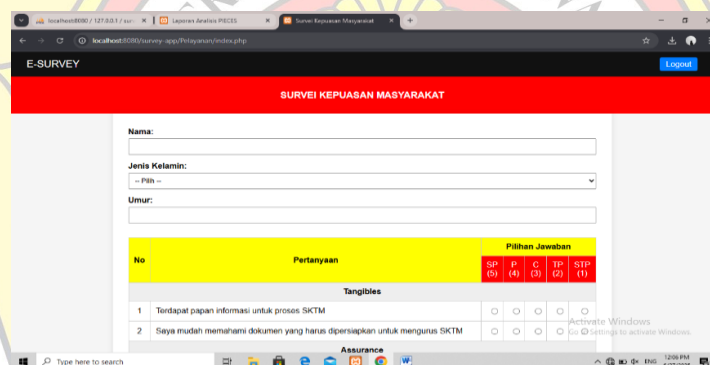 localhost8080 / 127.0.0.1 / sur
Laporan Analisis PIECES
Survei Kepuasan Masyarakat
localhost:8080/survey-app/Pelayanan/index.php
E-SURVEY
Logout
SURVEI KEPUASAN MASYARAKAT
Nama:
Jenis Kelamin:
-- Pilih --
Umur:
No Pertanyaan Pilihan Jawaban
SP (5) P (4) C (3) TP (2) STP (1)
Tangibles
1 Terdapat papan informasi untuk proses SKTM
2 Saya mudah memahami dokumen yang harus dipersiapkan untuk mengurus SKTM
Assurance
Activate Windows
Go to Settings to activate Windows.
Type here to search
ENG
12:06 PM